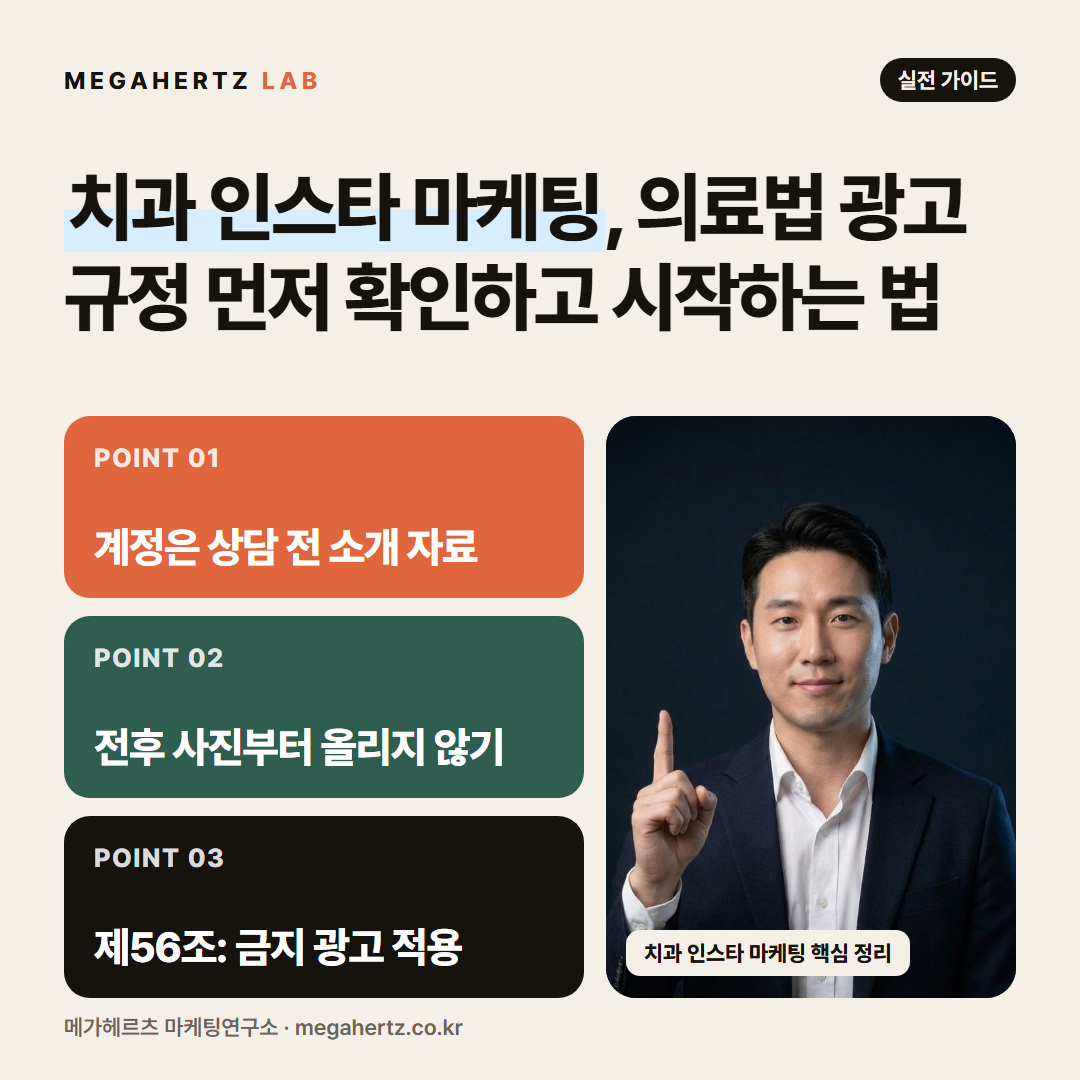 MEGAHERTZ LAB
실전 가이드
치과 인스타 마케팅, 의료법 광고
규정 먼저 확인하고 시작하는 법
POINT 01
계정은 상담 전 소개 자료
POINT 02
전후 사진부터 올리지 않기
POINT 03
제56조: 금지 광고 적용
치과 인스타 마케팅 핵심 정리
메가헤르츠 마케팅연구소 · megahertz.co.kr